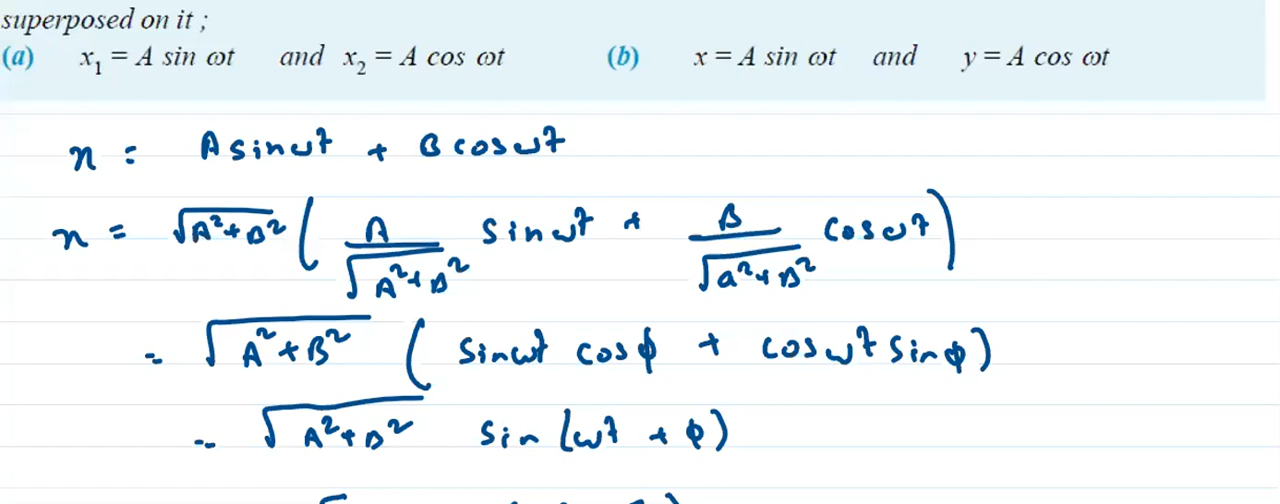 superposed on it ;
(a) x₁ = A sin ωt and x₂ = A cos ωt (b) x = A sin ωt and y = A cos ωt
x = A sin ωt + B cos ωt
x = √(A² + B²) ( A/√(A² + B²) sin ωt + B/√(a² + B²) cos ωt )
= √(A² + B²) ( sin ωt cos ϕ + cos ωt sin ϕ )
= √(A² + B²) sin (ωt + ϕ)